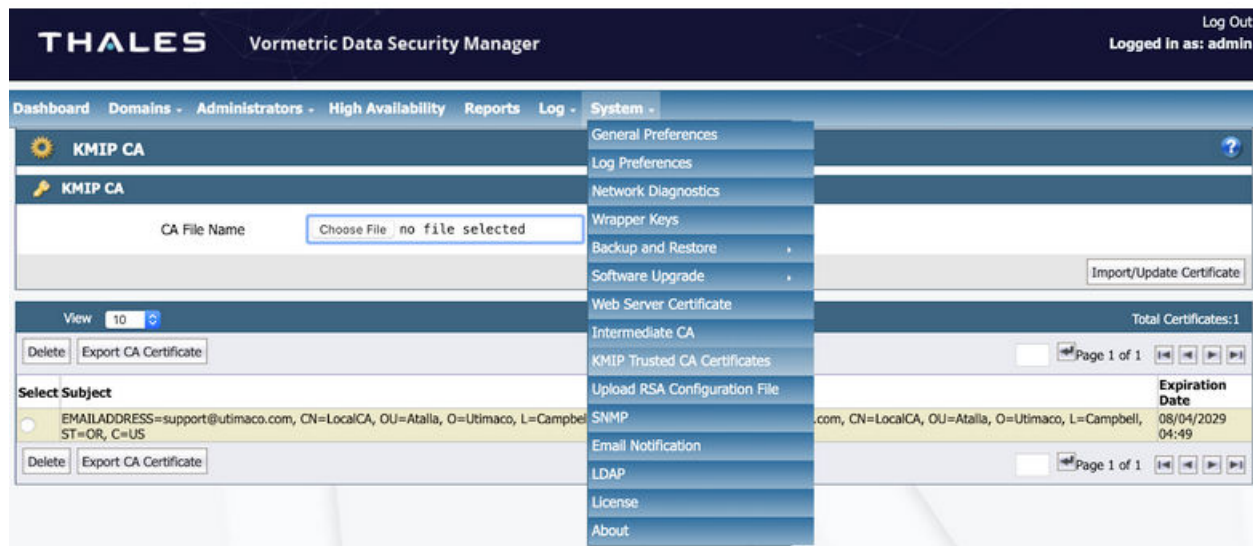 Log Out
THALES Vormetric Data Security Manager Logged in as: admin
Dashboard Domains Administrators High Availability Reports Log System
General Preferences
KMIP CA
Log Preferences
KMIP CA
Network Diagnostics
CA File Name Choose File no file selected
Wrapper Keys
Backup and Restore
Software Upgrade
Import/Update Certificate
Web Server Certificate
View 10 Total Certificates:1
Intermediate CA
Delete Export CA Certificate Page 1 of 1
KMIP Trusted CA Certificates
Upload RSA Configuration File
Select Subject Expiration Date
SNMP
EMAILADDRESS=support@utimaco.com, CN=LocalCA, OU=Atalla, O=Utimaco, L=Campbel .com, CN=LocalCA, OU=Atalla, O=Utimaco, L=Campbell, 08/04/2029
ST=OR, C=US 04:49
Email Notification
Delete Export CA Certificate Page 1 of 1
LDAP
License
About